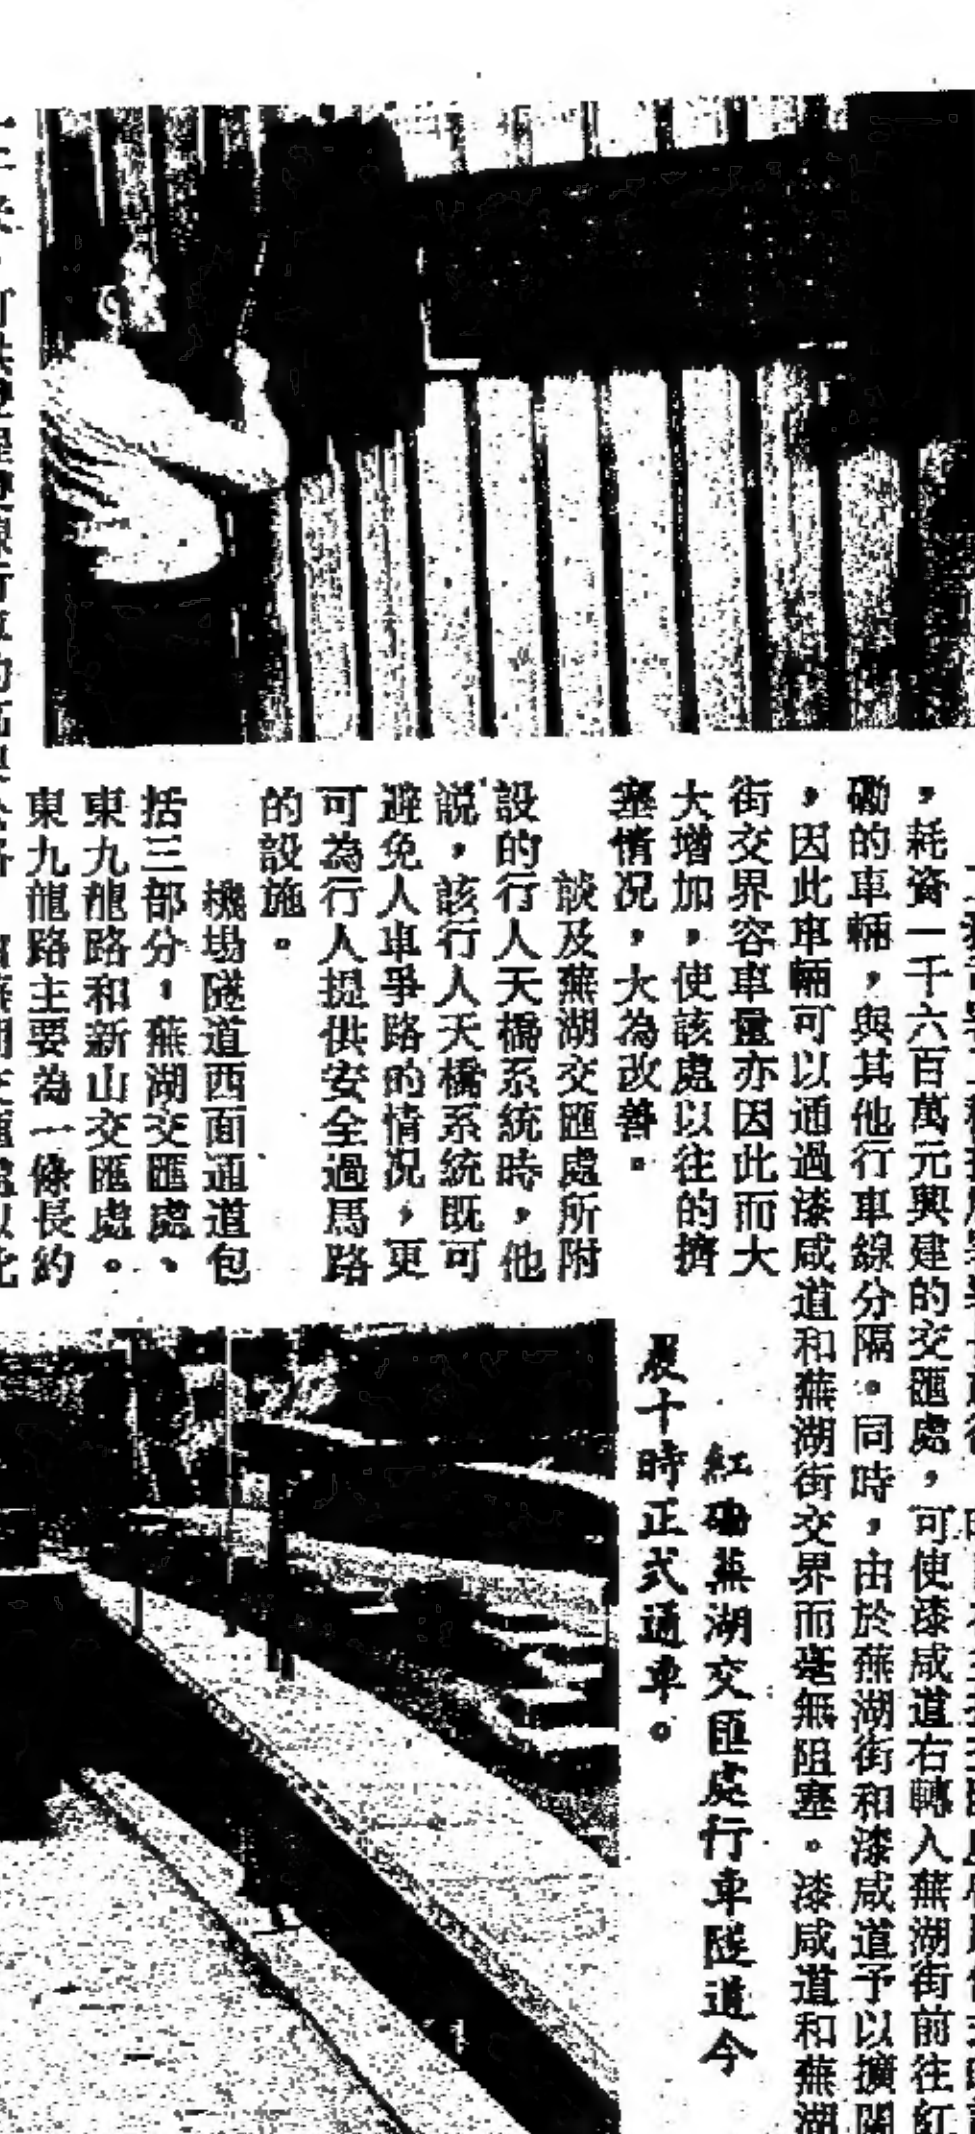 ，耗資一千六百萬元興建的交匯處，可使漆咸道右轉入蕪湖街前往紅
磡的車輛，與其他行車線分隔。同時，由於蕪湖街和漆咸道予以擴闊
，因此車輛可以通過漆咸道和蕪湖街交界而毫無阻塞。漆咸道和蕪湖
街交界容車量亦因此而大
大增加，使該處以往的擠
塞情況，大為改善。
談及蕪湖交匯處所附
設的行人天橋系統時，他
説，該行人天橋系統既可
避免人車爭路的情況，更
可為行人提供安全過馬路
的設施。
機場隧道西面通道包
括三部分，蕪湖交匯處、
東九龍路和新山交匯處。
東九龍路主要為一條長約
紅磡蕪湖交匯處行車隧道今
晨十時正式通車。